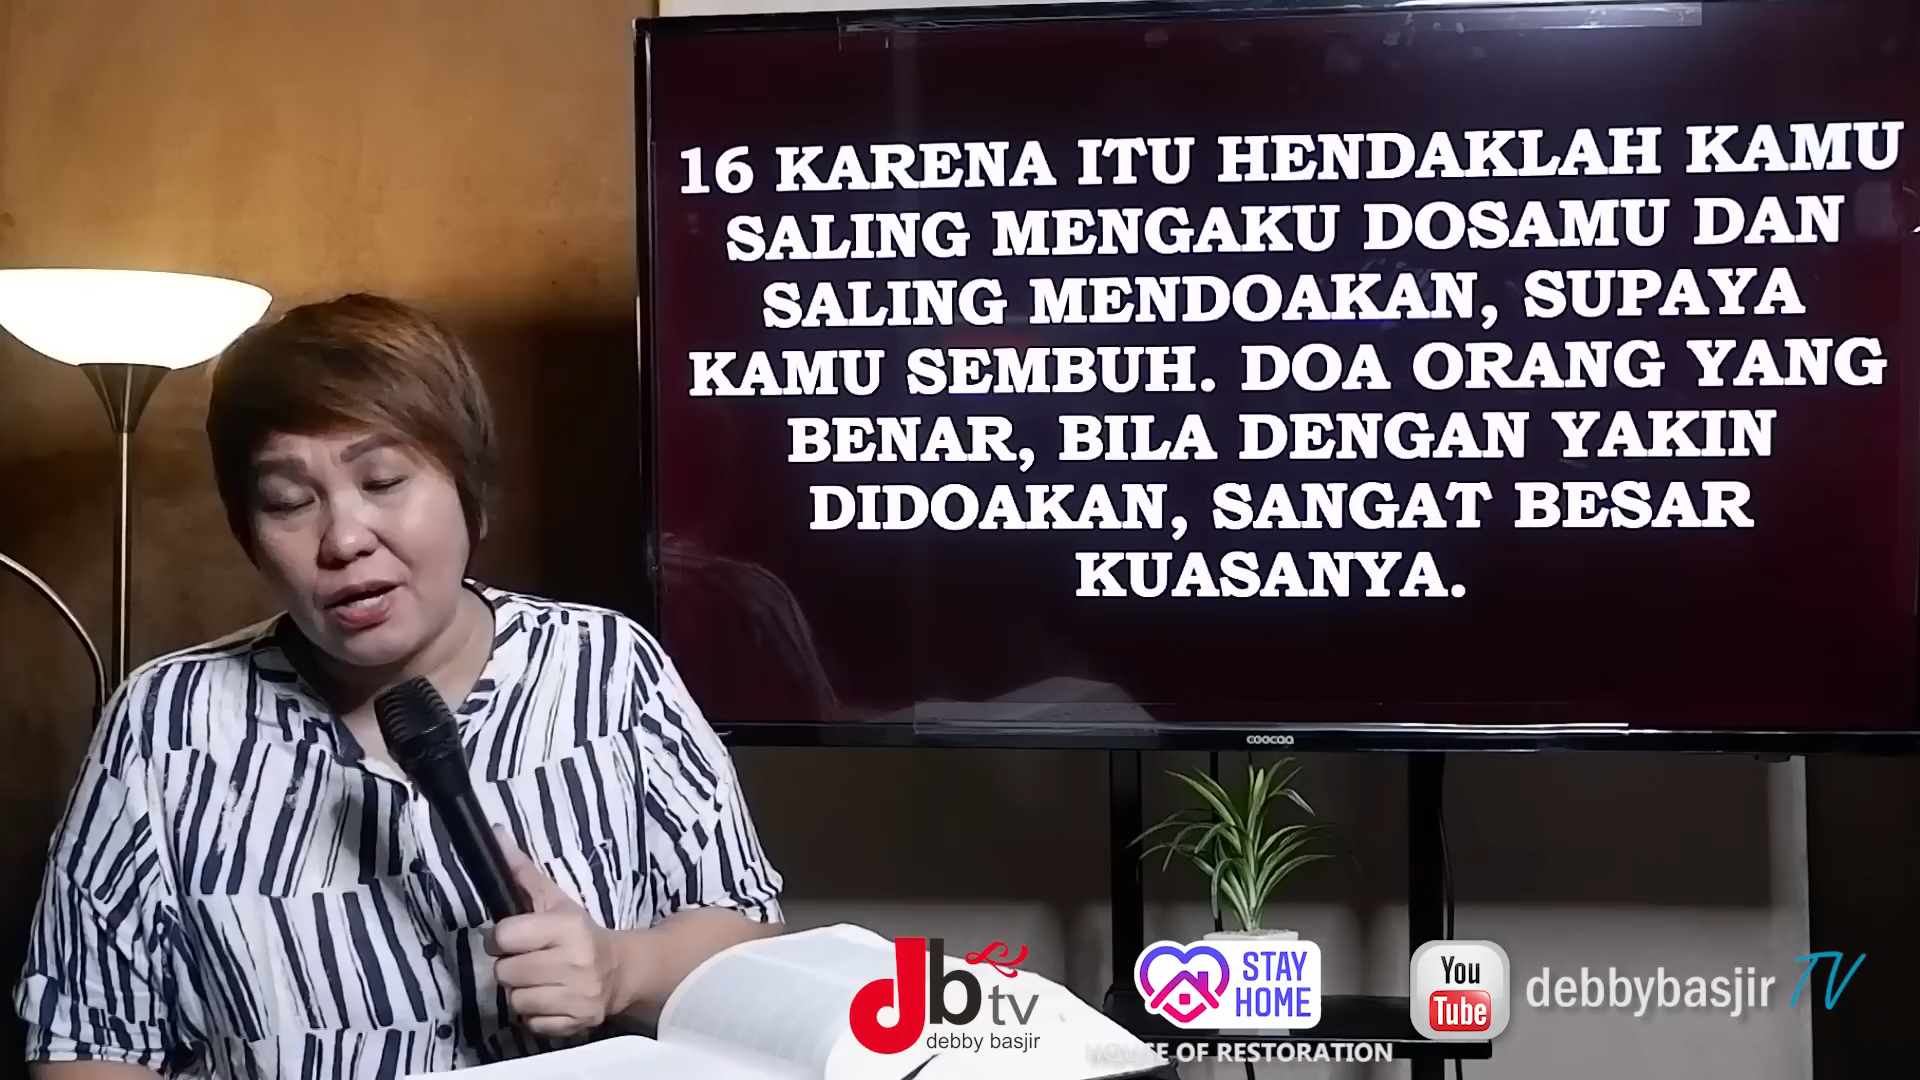 16 KARENA ITU HENDAKLAH KAMU
SALING MENGAKU DOSAMU DAN
SALING MENDOAKAN, SUPAYA
KAMU SEMBUH. DOA ORANG YANG
BENAR, BILA DENGAN YAKIN
DIDOAKAN, SANGAT BESAR
KUASANYA.
coocaa
db tv
debby basjir
STAY
HOME
You
Tube
debbybasjir TV
HOUSE OF RESTORATION